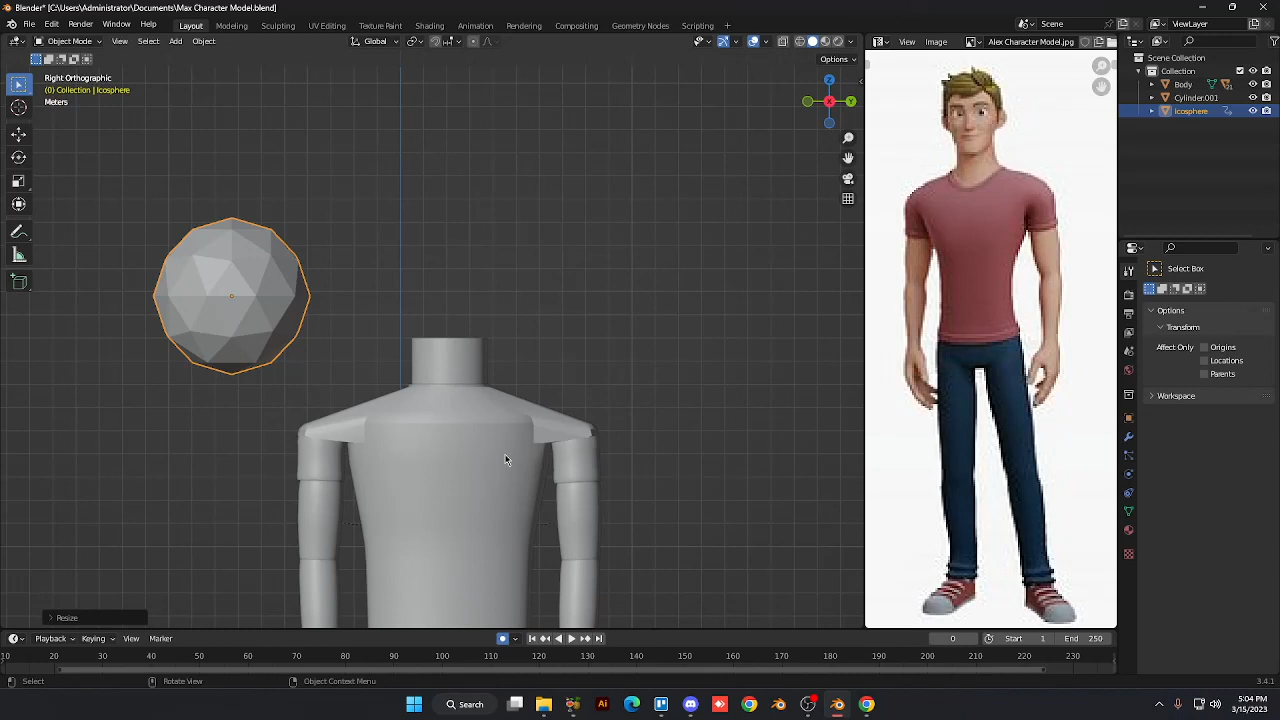 Blender* [C:\Users\Administrator\Documents\Max Character Model.blend]
File Edit Render Window Help Layout Modeling Sculpting UV Editing Texture Paint Shading Animation Rendering Compositing Geometry Nodes Scripting + Scene ViewLayer
Object Mode View Select Add Object Global View Image Alex Character Model.jpg
Options
Right Orthographic
(0) Collection | Icosphere
Meters
Z
X
Y
Scene Collection
Collection
Body
Cylinder.001
Icosphere
Select Box
Options
Transform
Affect Only Origins
Locations
Parents
Workspace
Resize
Playback Keying View Marker 0 Start 1 End 250
10 20 30 40 50 60 70 80 90 100 110 120 130 140 150 160 170 180 190 200 210 220 230
Select Rotate View Object Context Menu 3.4.1
Search
5:04 PM
3/15/2023